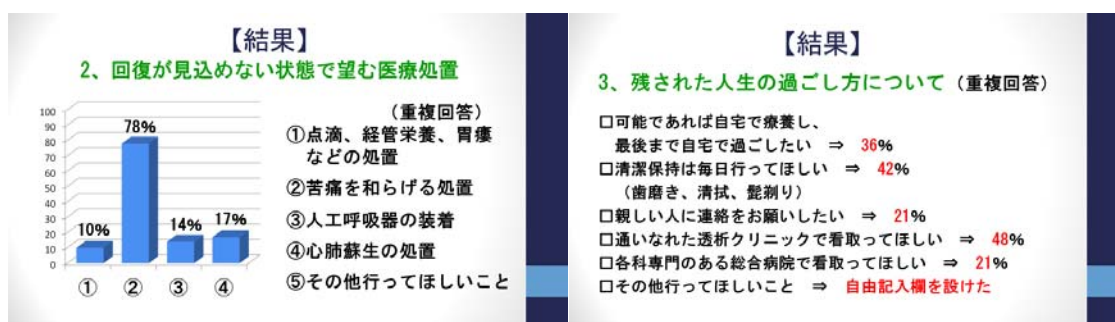 【結果】
2、回復が見込めない状態で望む医療処置
(重複回答)
100
90
80
70
60
50
40
30
20
10
0
10%
78%
14%
17%
①
②
③
④
①点滴、経管栄養、胃瘻
などの処置
②苦痛を和らげる処置
③人工呼吸器の装着
④心肺蘇生の処置
⑤その他行ってほしいこと
【結果】
3、残された人生の過ごし方について(重複回答)
□可能であれば自宅で療養し、
最後まで自宅で過ごしたい ⇒ 36%
□清潔保持は毎日行ってほしい ⇒ 42%
(歯磨き、清拭、髭剃り)
□親しい人に連絡をお願いしたい ⇒ 21%
□通いなれた透析クリニックで看取ってほしい ⇒ 48%
□各科専門のある総合病院で看取ってほしい ⇒ 21%
□その他行ってほしいこと ⇒ 自由記入欄を設けた